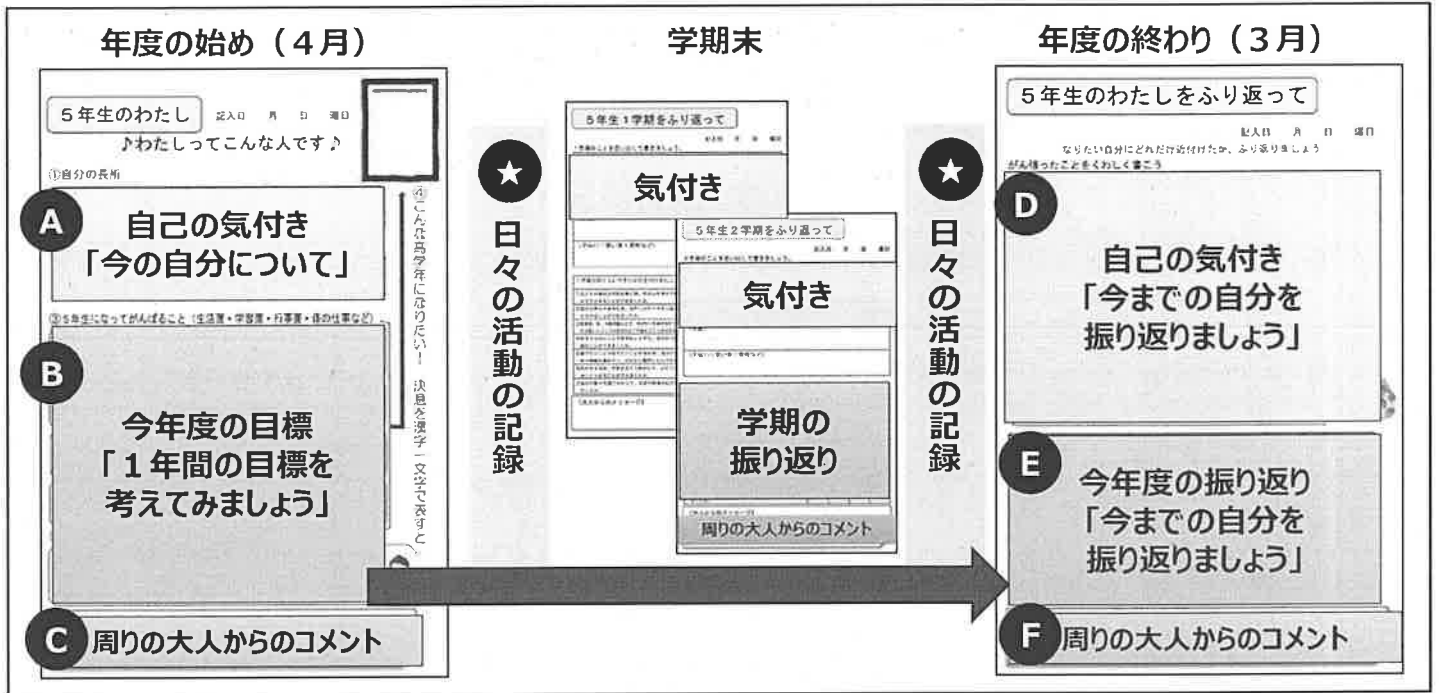 年度の始め（４月）
５年生のわたし
記入日 月 日 曜日
♪わたしってこんな人です♪
①自分の長所
A
自己の気付き
「今の自分について」
③５年生になってがんばること（生活面・学習面・行事面・係の仕事など）
B
今年度の目標
「１年間の目標を
考えてみましょう」
④こんな高学年になりたい！ 決意を漢字一文字で表すと
C
周りの大人からのコメント
★
日々の活動の記録
学期末
５年生１学期をふり返って
気付き
５年生２学期をふり返って
記入日 月 日 曜日
気付き
学期の
振り返り
周りの大人からのコメント
★
日々の活動の記録
年度の終わり（３月）
５年生のわたしをふり返って
記入日 月 日 曜日
なりたい自分にどれだけ近付けたか、ふり返りましょう
がん張ったことをくわしく書こう
D
自己の気付き
「今までの自分を
振り返りましょう」
E
今年度の振り返り
「今までの自分を
振り返りましょう」
F
周りの大人からのコメント